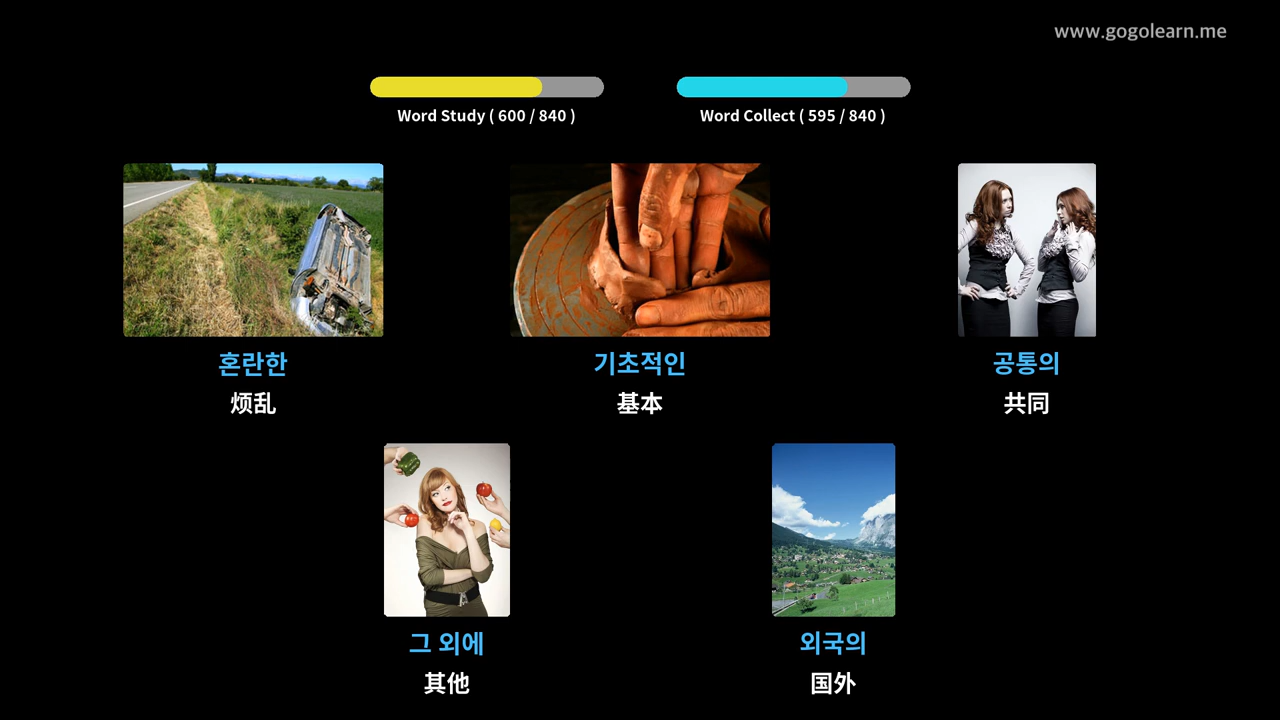 www.gogolearn.me
Word Study ( 600 / 840 )
Word Collect ( 595 / 840 )
혼란한
烦乱
기초적인
基本
공통의
共同
그 외에
其他
외국의
国外